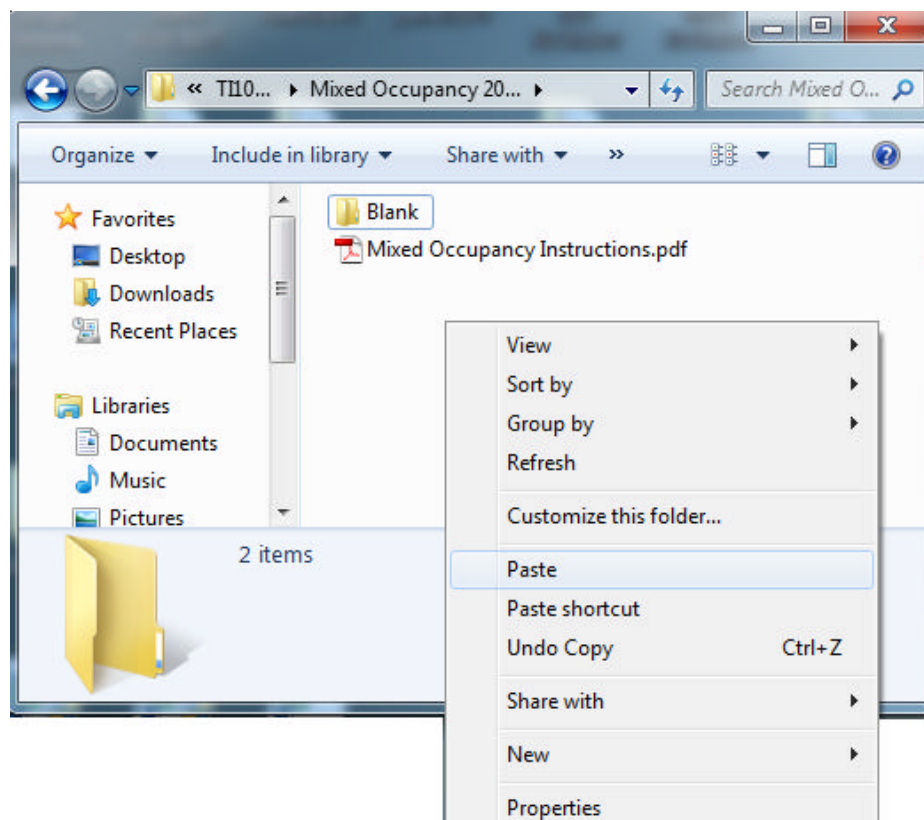 « TI10... Mixed Occupancy 20... Search Mixed O...
Organize Include in library Share with »
Favorites
Desktop
Downloads
Recent Places
Libraries
Documents
Music
Pictures
Blank
Mixed Occupancy Instructions.pdf
2 items
View
Sort by
Group by
Refresh
Customize this folder...
Paste
Paste shortcut
Undo Copy Ctrl+Z
Share with
New
Properties